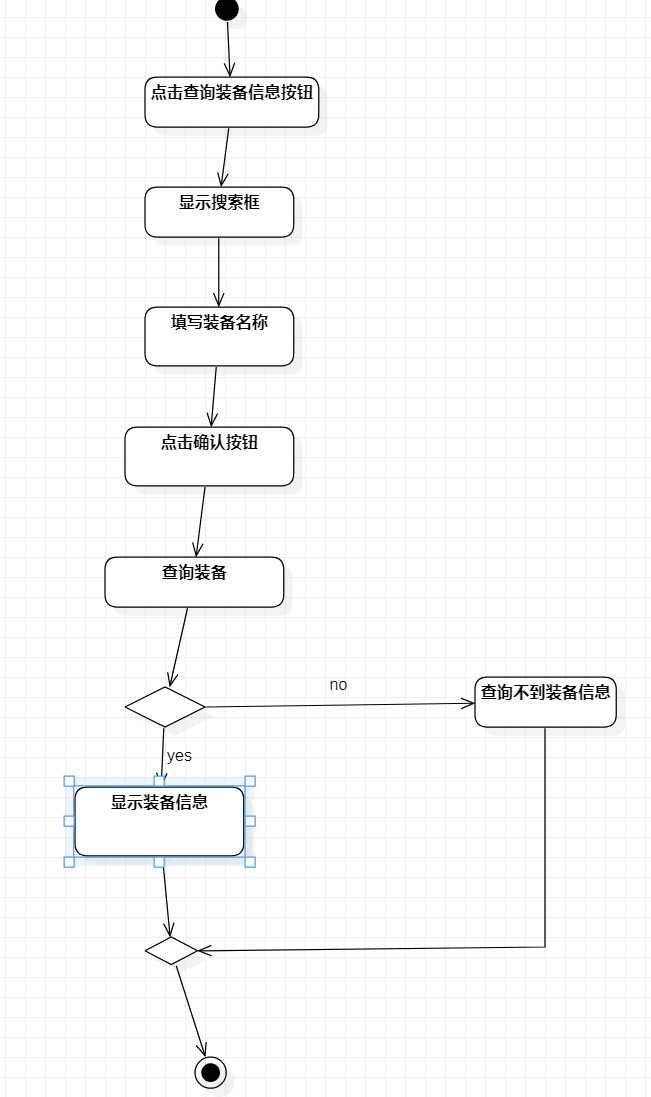 点击查询装备信息按钮
显示搜索框
填写装备名称
点击确认按钮
查询装备
no
查询不到装备信息
yes
显示装备信息